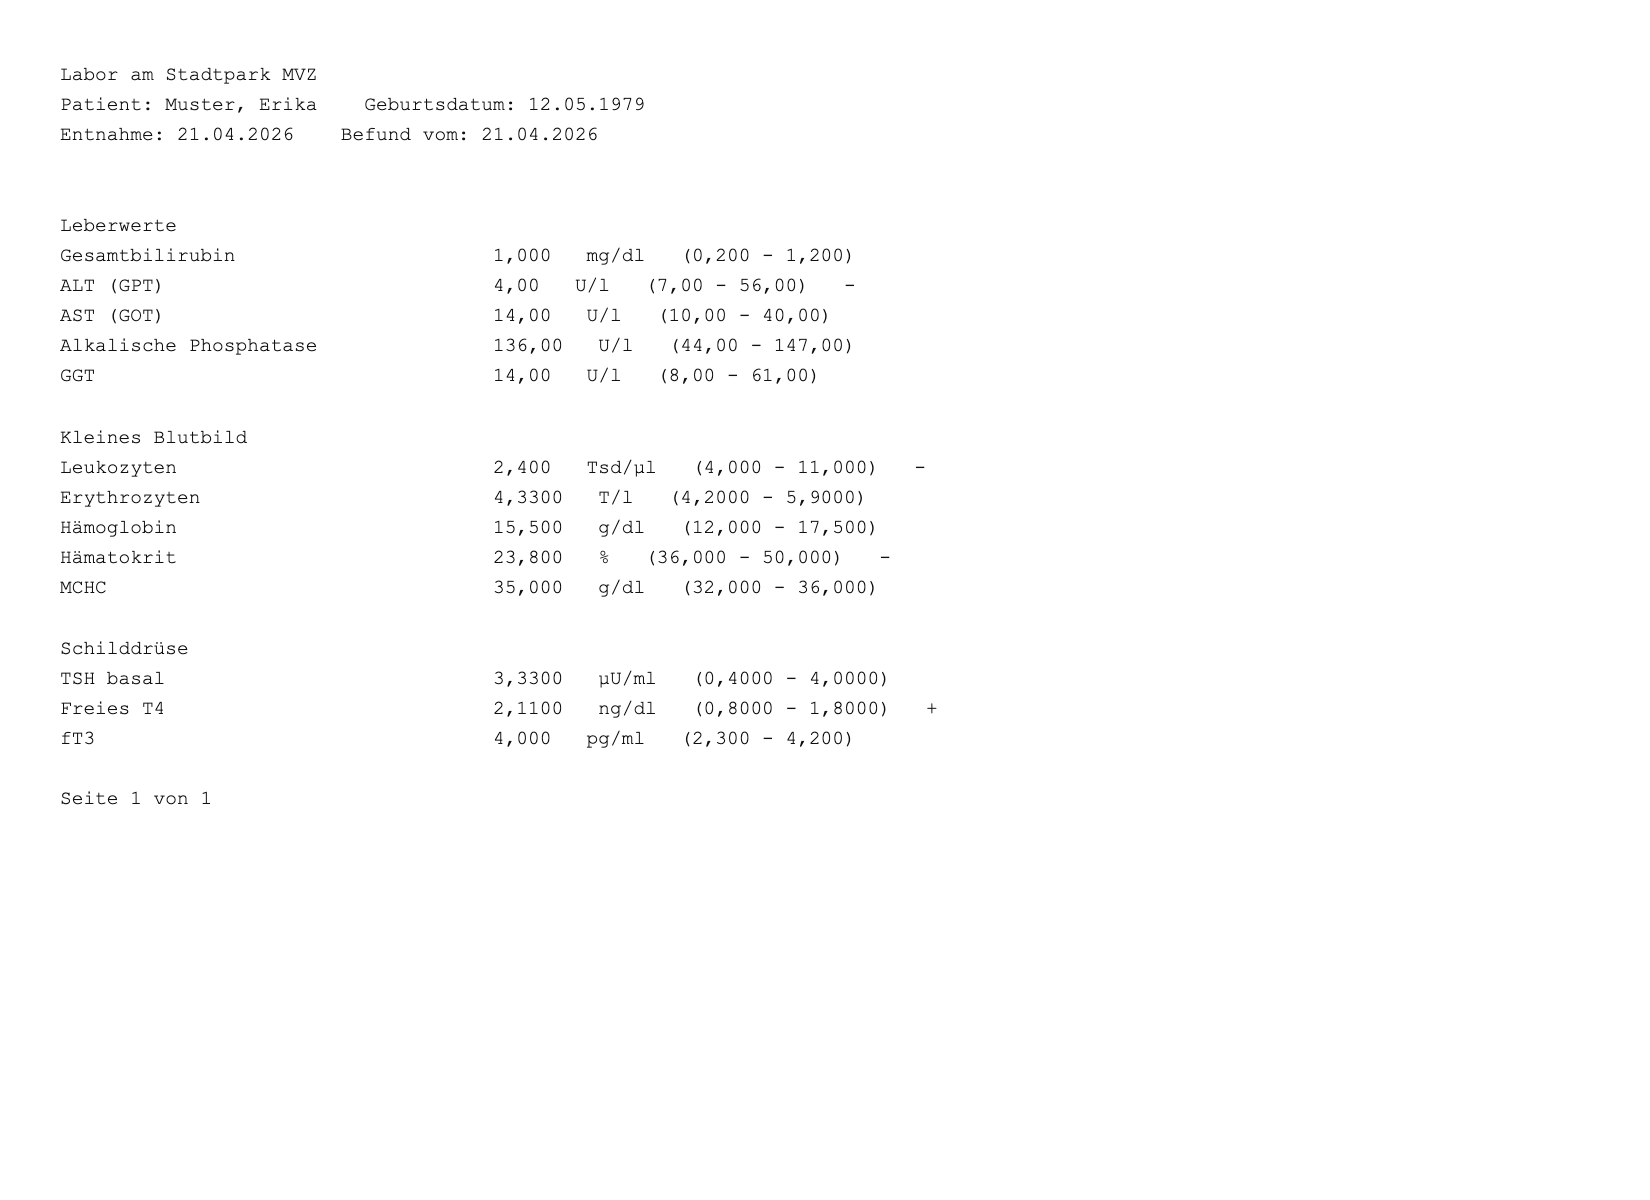 Labor am Stadtpark MVZ
Patient: Muster, Erika    Geburtsdatum: 12.05.1979
Entnahme: 21.04.2026    Befund vom: 21.04.2026
Leberwerte
Gesamtbilirubin    1,000   mg/dl   (0,200 - 1,200)
ALT (GPT)    4,00   U/l   (7,00 - 56,00)   -
AST (GOT)    14,00   U/l   (10,00 - 40,00)
Alkalische Phosphatase    136,00   U/l   (44,00 - 147,00)
GGT    14,00   U/l   (8,00 - 61,00)
Kleines Blutbild
Leukozyten    2,400   Tsd/µl   (4,000 - 11,000)   -
Erythrozyten    4,3300   T/l   (4,2000 - 5,9000)
Hämoglobin    15,500   g/dl   (12,000 - 17,500)
Hämatokrit    23,800   %   (36,000 - 50,000)   -
MCHC    35,000   g/dl   (32,000 - 36,000)
Schilddrüse
TSH basal    3,3300   µU/ml   (0,4000 - 4,0000)
Freies T4    2,1100   ng/dl   (0,8000 - 1,8000)   +
fT3    4,000   pg/ml   (2,300 - 4,200)
Seite 1 von 1